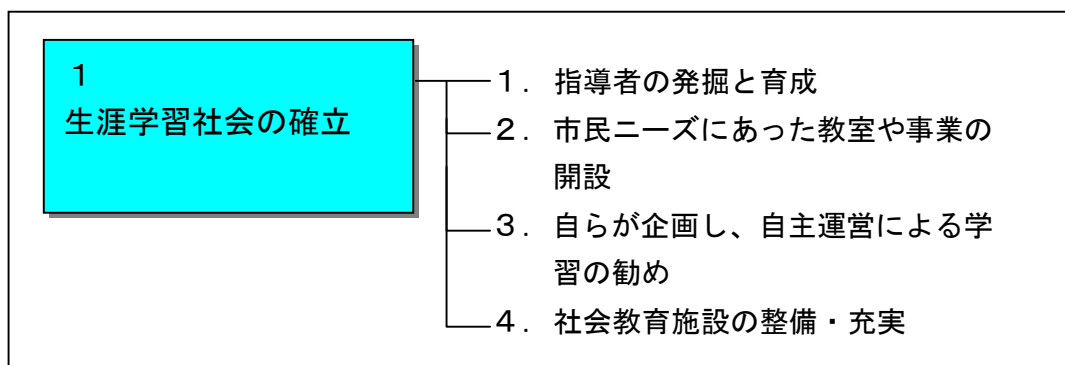 1
生涯学習社会の確立
1. 指導者の発掘と育成
2. 市民ニーズにあった教室や事業の
開設
3. 自らが企画し、自主運営による学
習の勧め
4. 社会教育施設の整備・充実